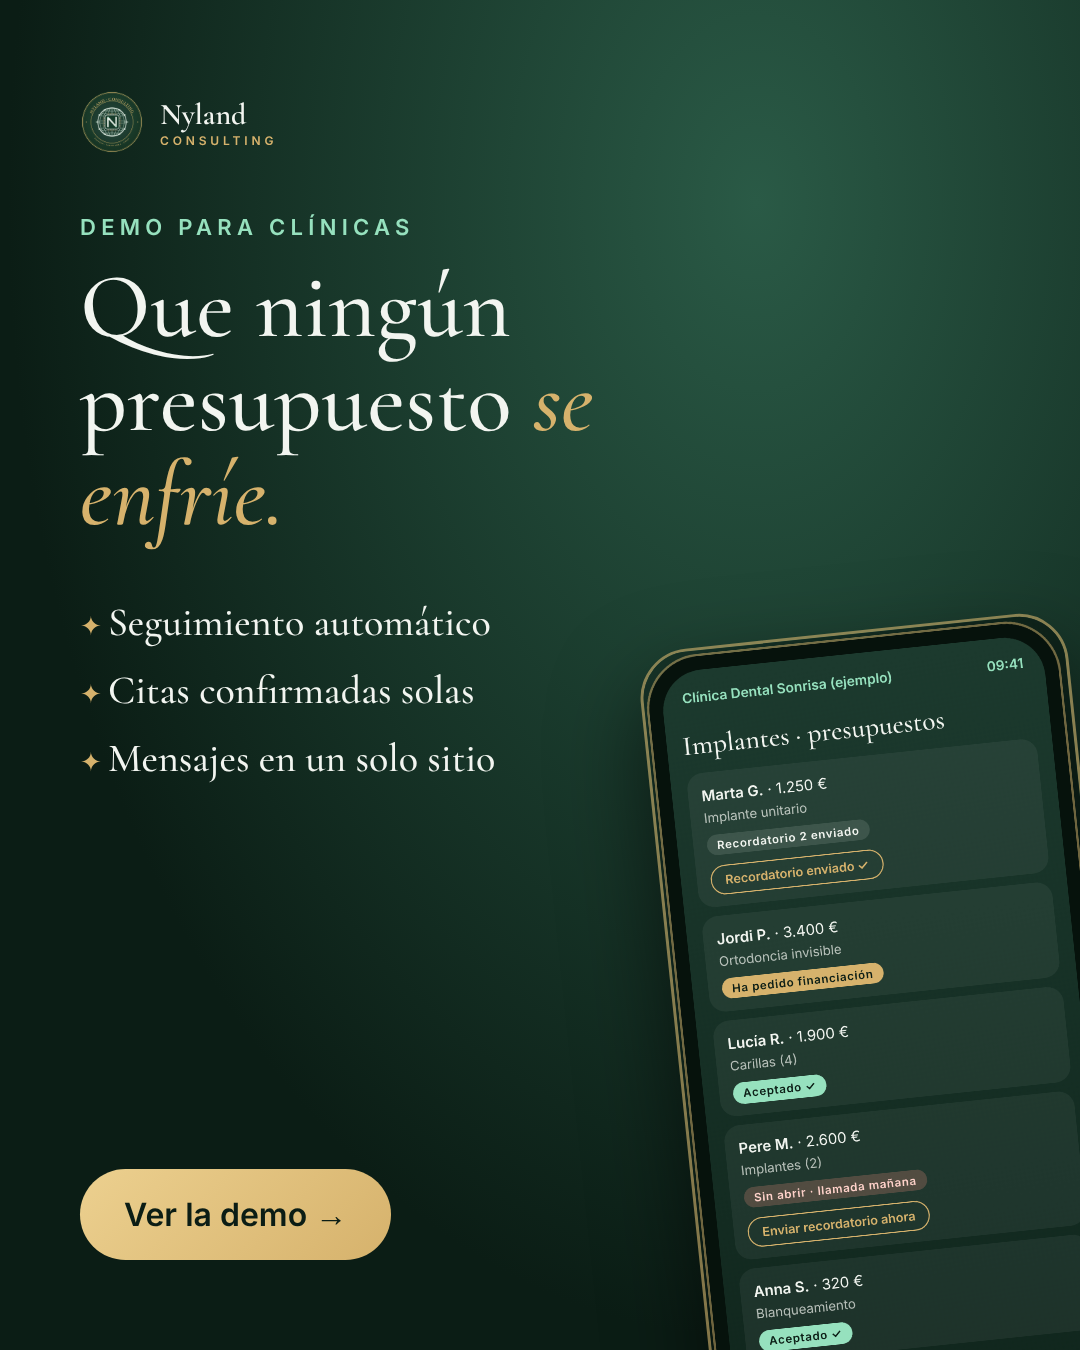 Nyland
CONSULTING
DEMO PARA CLÍNICAS
Que ningún
presupuesto se
enfríe.
✦ Seguimiento automático
✦ Citas confirmadas solas
✦ Mensajes en un solo sitio
Ver la demo →
Clínica Dental Sonrisa (ejemplo) 09:41
Implantes · presupuestos
Marta G. · 1.250 €
Implante unitario
Recordatorio 2 enviado
Recordatorio enviado ✓
Jordi P. · 3.400 €
Ortodoncia invisible
Ha pedido financiación
Lucía R. · 1.900 €
Carillas (4)
Aceptado ✓
Pere M. · 2.600 €
Implantes (2)
Sin abrir · llamada mañana
Enviar recordatorio ahora
Anna S. · 320 €
Blanqueamiento
Aceptado ✓